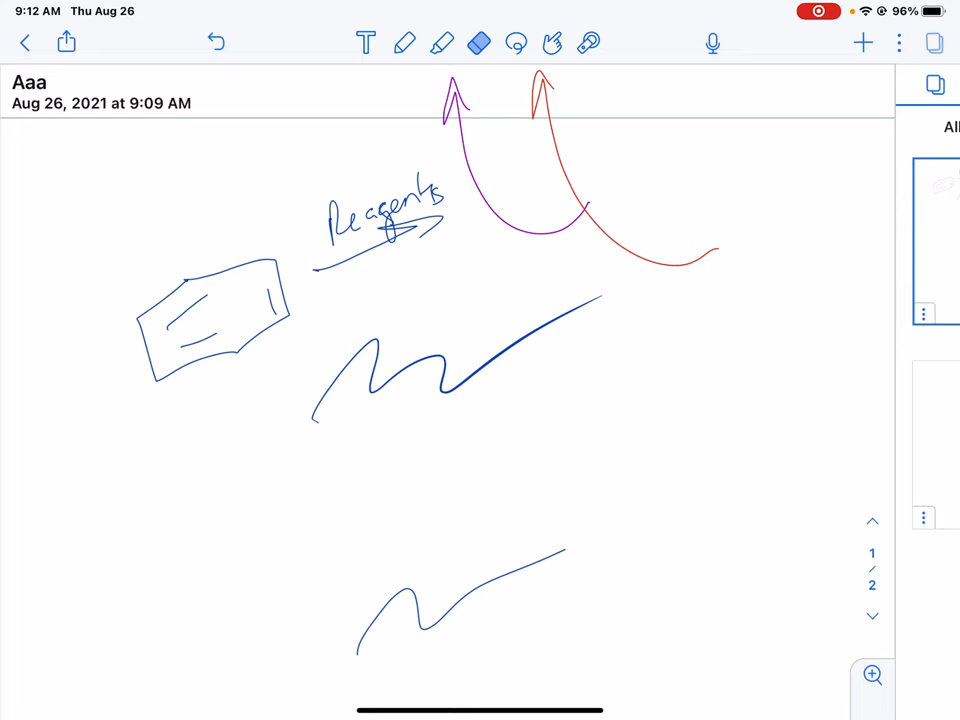 9:12 AM Thu Aug 26 96%
T
Aaa
Aug 26, 2021 at 9:09 AM
All
Reagents
1
/
2